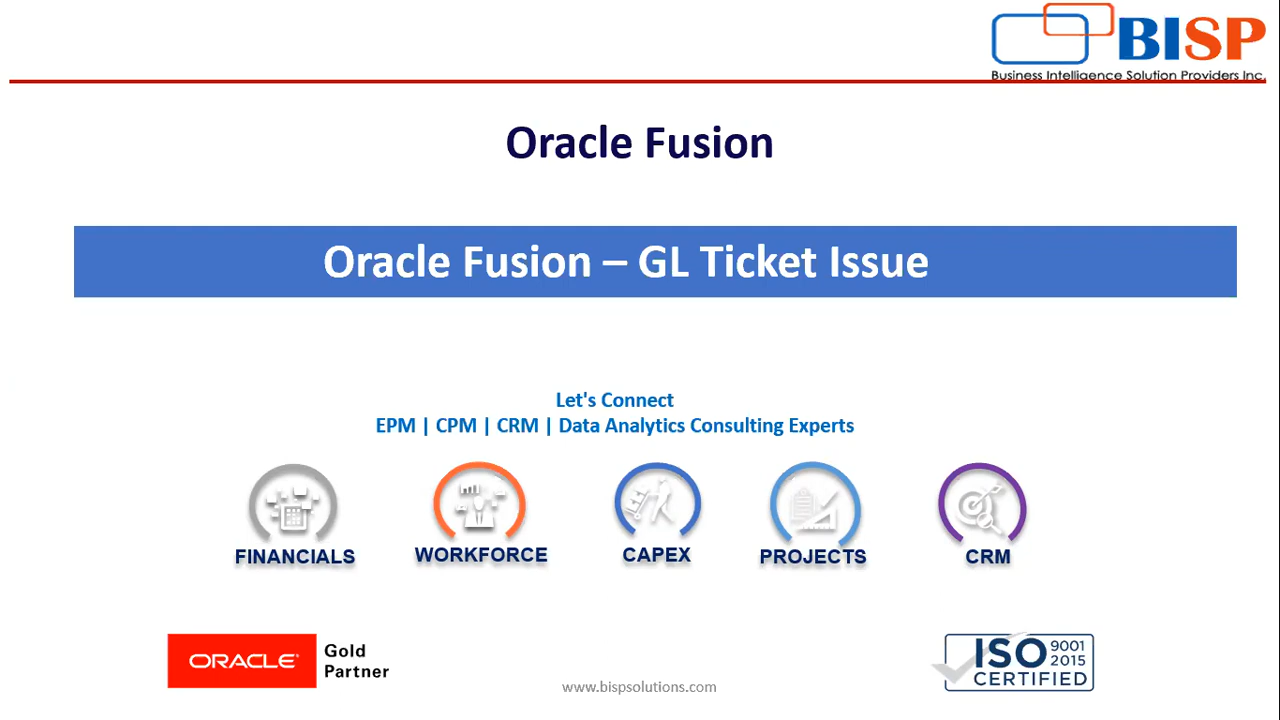 BISP
Business Intelligence Solution Providers Inc.
Oracle Fusion
Oracle Fusion – GL Ticket Issue
Let's Connect
EPM | CPM | CRM | Data Analytics Consulting Experts
FINANCIALS
WORKFORCE
CAPEX
PROJECTS
CRM
ORACLE®
Gold
Partner
www.bispsolutions.com
ISO 9001
2015
CERTIFIED